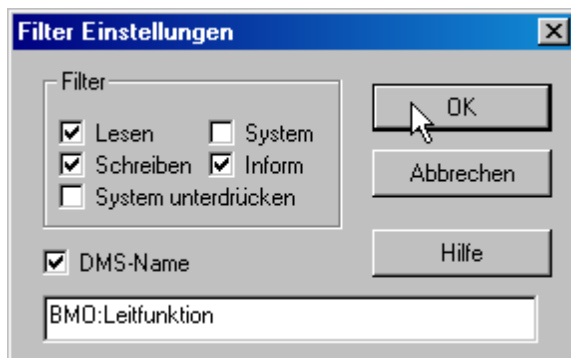 Filter Einstellungen
Filter
Lesen System
Schreiben Inform
System unterdrücken
OK
Abbrechen
Hilfe
DMS-Name
BMO:Leitfunktion